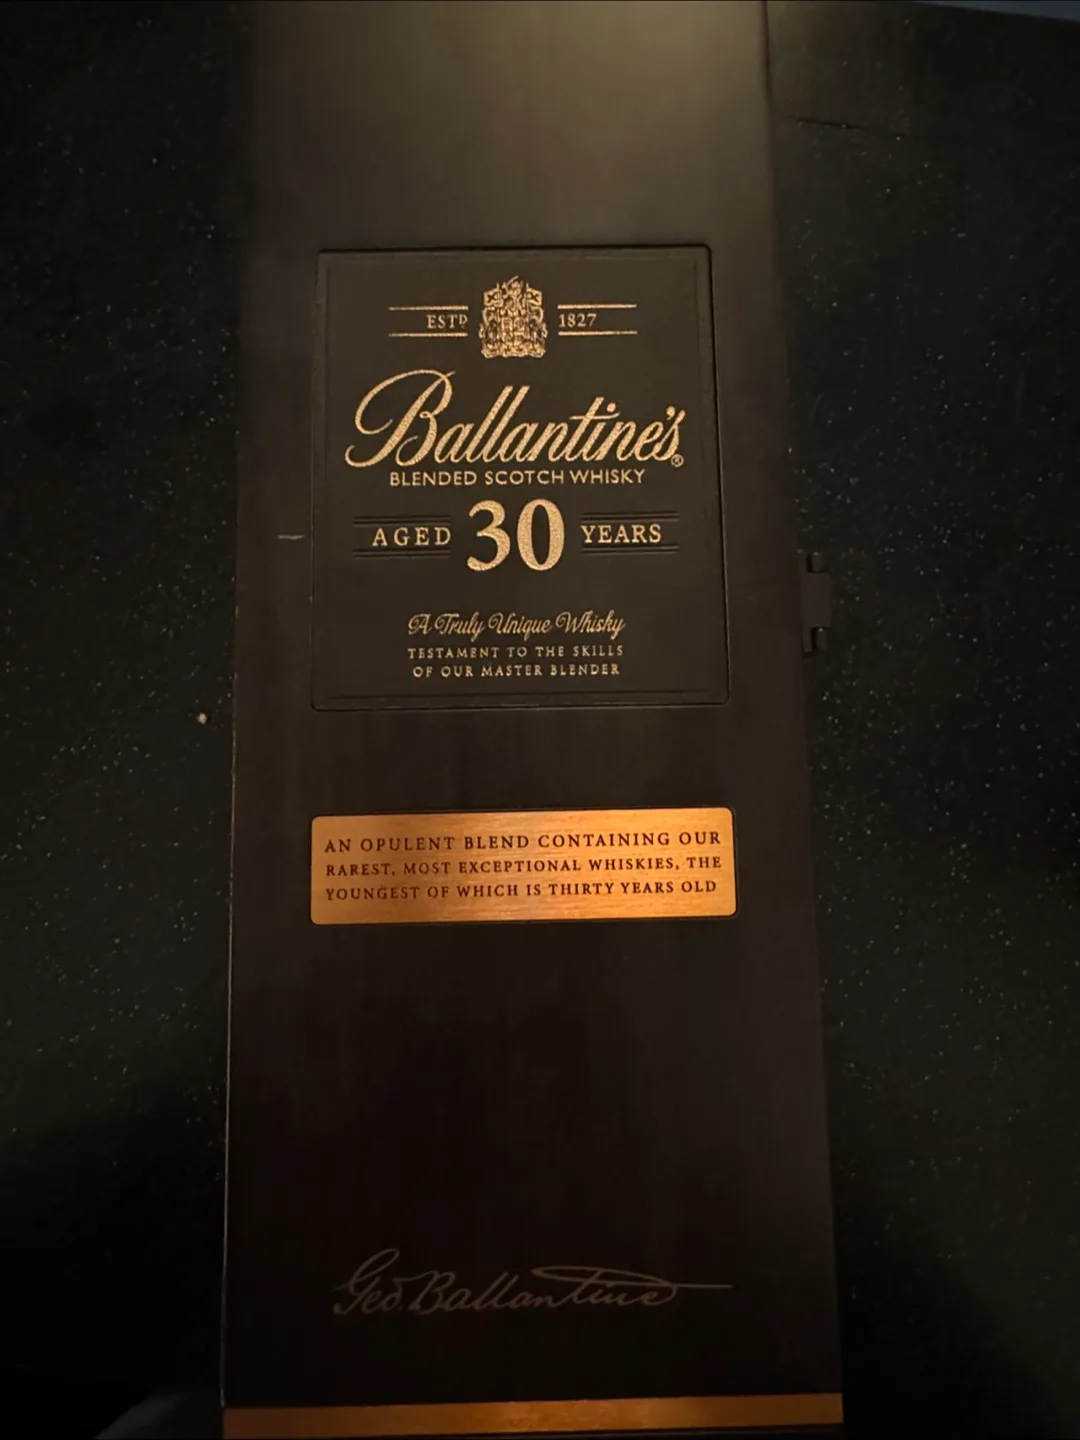 ESTD 1827
Ballantine's®
BLENDED SCOTCH WHISKY
AGED 30 YEARS
A Truly Unique Whisky
TESTAMENT TO THE SKILLS
OF OUR MASTER BLENDER
AN OPULENT BLEND CONTAINING OUR
RAREST, MOST EXCEPTIONAL WHISKIES, THE
YOUNGEST OF WHICH IS THIRTY YEARS OLD
Geo. Ballantine